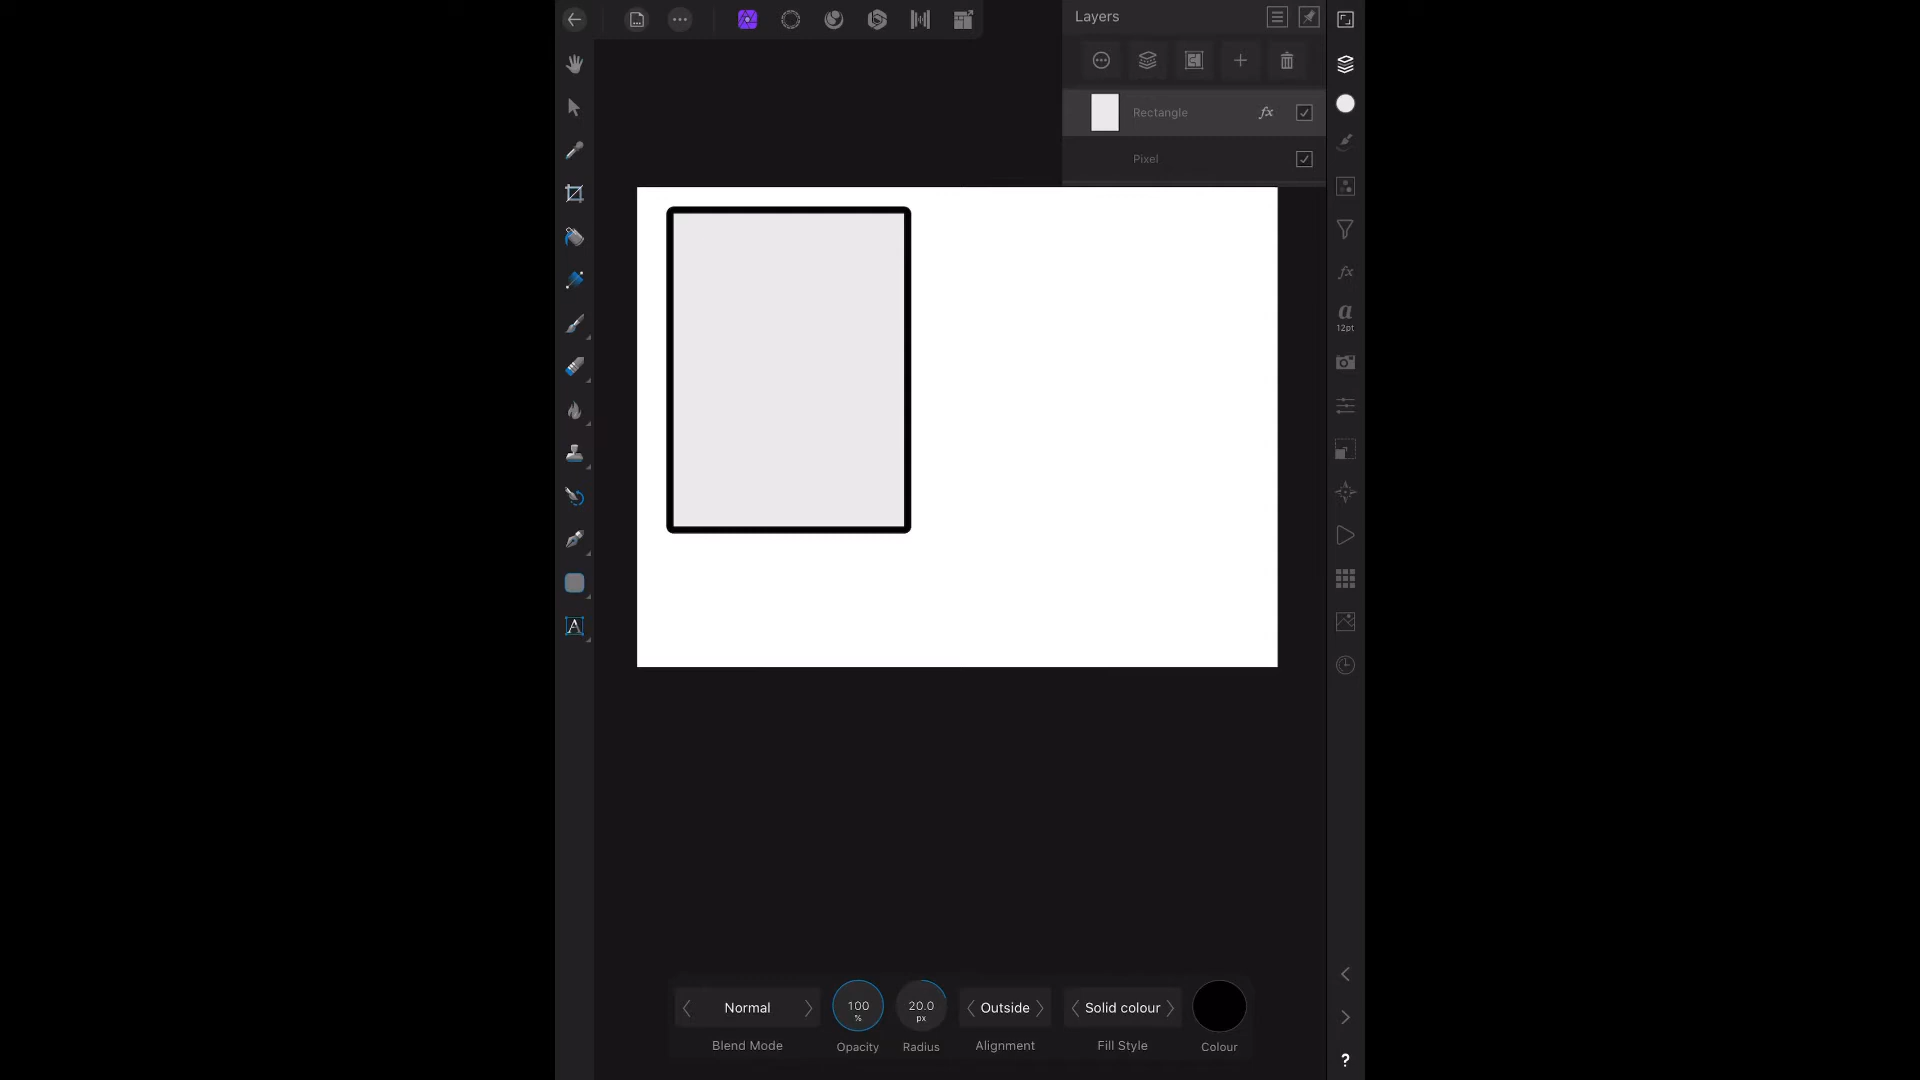 Layers
Rectangle fx
Pixel
fx
a
12pt
A
Normal 100 % 20.0 px Outside Solid colour
Blend Mode Opacity Radius Alignment Fill Style Colour
?